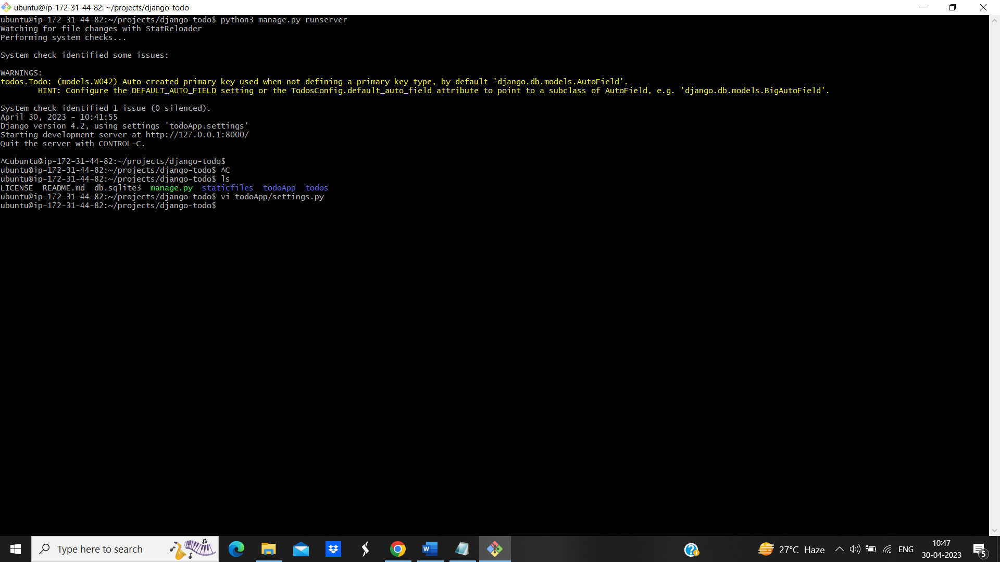 ubuntu@ip-172-31-44-82: ~/projects/django-todo
ubuntu@ip-172-31-44-82:~/projects/django-todo$ python3 manage.py runserver
Watching for file changes with StatReloader
Performing system checks...
System check identified some issues:
WARNINGS:
todos.Todo: (models.W042) Auto-created primary key used when not defining a primary key type, by default 'django.db.models.AutoField'.
HINT: Configure the DEFAULT_AUTO_FIELD setting or the TodosConfig.default_auto_field attribute to point to a subclass of AutoField, e.g. 'django.db.models.BigAutoField'.
System check identified 1 issue (0 silenced).
April 30, 2023 - 10:41:55
Django version 4.2, using settings 'todoApp.settings'
Starting development server at http://127.0.0.1:8000/
Quit the server with CONTROL-C.
^Cubuntu@ip-172-31-44-82:~/projects/django-todo$
ubuntu@ip-172-31-44-82:~/projects/django-todo$ ^C
ubuntu@ip-172-31-44-82:~/projects/django-todo$ ls
LICENSE README.md db.sqlite3 manage.py staticfiles todoApp todos
ubuntu@ip-172-31-44-82:~/projects/django-todo$ vi todoApp/settings.py
ubuntu@ip-172-31-44-82:~/projects/django-todo$
Type here to search
W
27°C Haze
ENG
10:47
30-04-2023
5